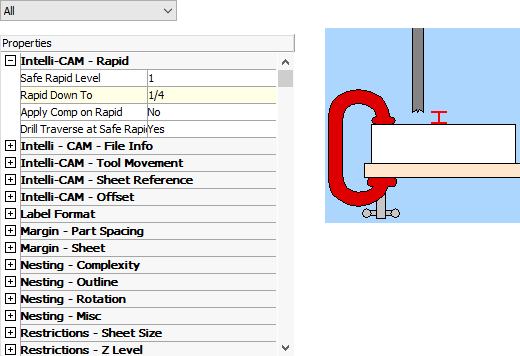 All
Properties
Intelli-CAM - Rapid
Safe Rapid Level 1
Rapid Down To 1/4
Apply Comp on Rapid No
Drill Traverse at Safe Rapi Yes
Intelli - CAM - File Info
Intelli-CAM - Tool Movement
Intelli-CAM - Sheet Reference
Intelli-CAM - Offset
Label Format
Margin - Part Spacing
Margin - Sheet
Nesting - Complexity
Nesting - Outline
Nesting - Rotation
Nesting - Misc
Restrictions - Sheet Size
Restrictions - Z Level